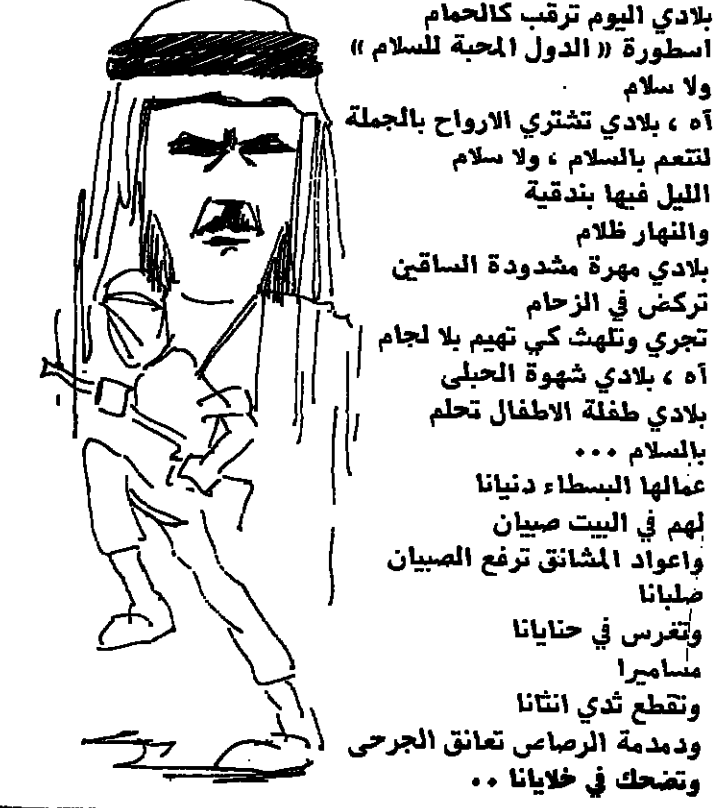 بلادي اليوم ترقب كالحمام
اسطورة « الدول المحبة للسلام »
ولا سلام
آه ، بلادي تشتري الارواح بالجملة
لنتعم بالسلام ، ولا سلام
الليل فيها بندقية
والنهار ظلام
بلادي مهرة مشدودة الساقين
تركض في الزحام
تجري وتلهث كي تهيم بلا لجام
آه ، بلادي شهوة الحبلى
بلادي طفلة الاطفال تحلم
بالسلام ...
عمالها البسطاء دنيانا
لهم في البيت صبيان
واعواد المشانق ترفع الصبيان
صلبانا
وتغرس في حنايانا
مساميرا
وتقطع ثدي انثانا
ودمدمة الرصاص تعانق الجرحى
وتضحك في خلايانا ..